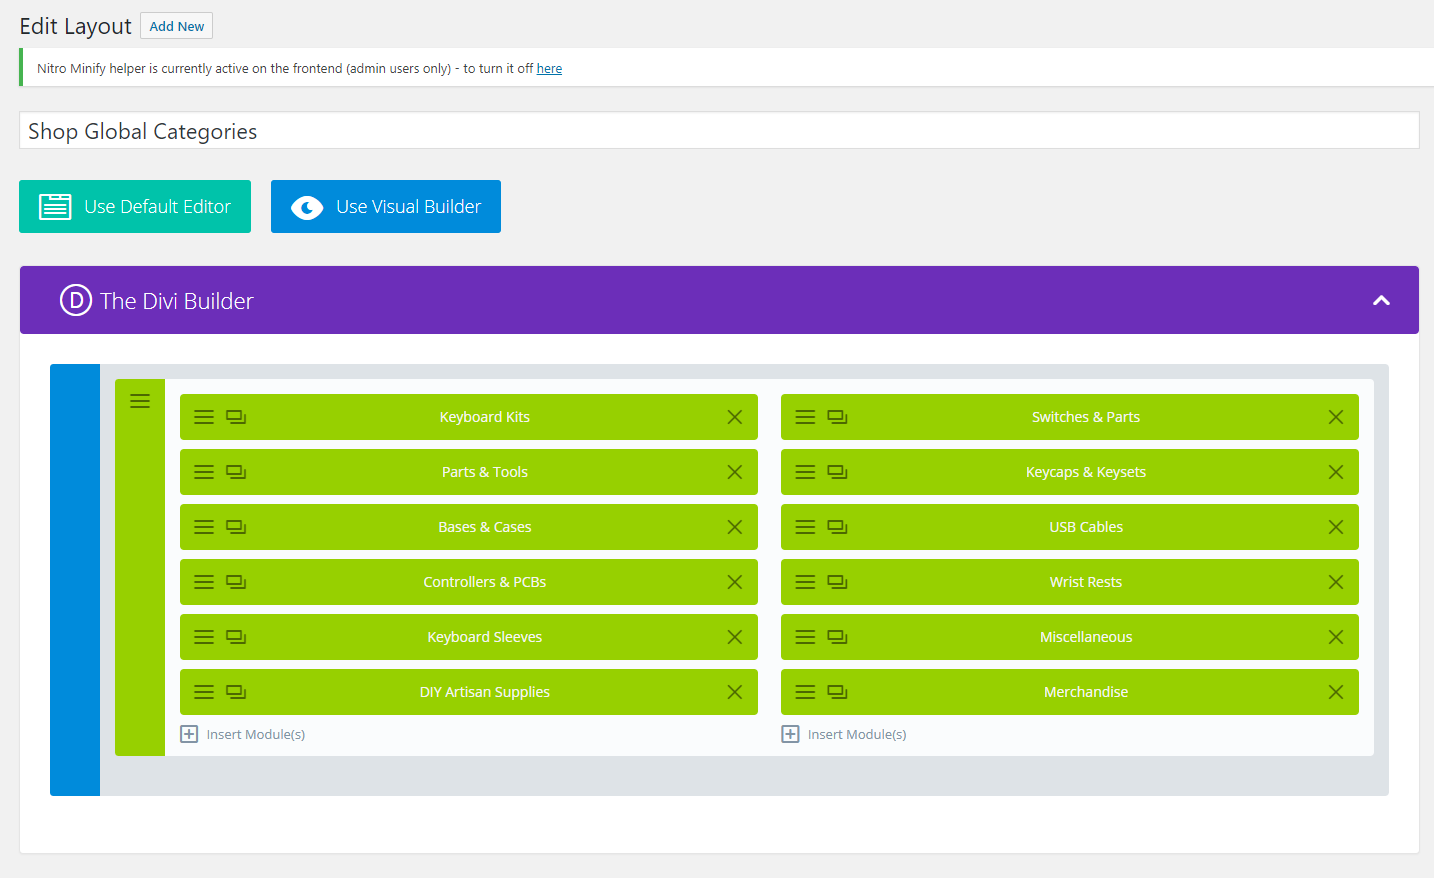 Edit Layout Add New
Nitro Minify helper is currently active on the frontend (admin users only) - to turn it off here
Shop Global Categories
Use Default Editor Use Visual Builder
D The Divi Builder
Keyboard Kits Switches & Parts
Parts & Tools Keycaps & Keysets
Bases & Cases USB Cables
Controllers & PCBs Wrist Rests
Keyboard Sleeves Miscellaneous
DIY Artisan Supplies Merchandise
Insert Module(s) Insert Module(s)